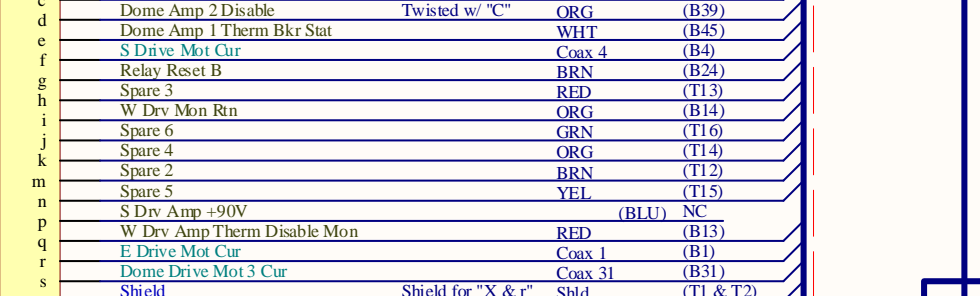 c
d Dome Amp 2 Disable Twisted w/ "C" ORG (B39)
e Dome Amp 1 Therm Bkr Stat WHT (B45)
f S Drive Mot Cur Coax 4 (B4)
g Relay Reset B BRN (B24)
h Spare 3 RED (T13)
i W Drv Mon Rtn ORG (B14)
j Spare 6 GRN (T16)
k Spare 4 ORG (T14)
m Spare 2 BRN (T12)
n Spare 5 YEL (T15)
p S Drv Amp +90V (BLU) NC
q W Drv Amp Therm Disable Mon RED (B13)
r E Drive Mot Cur Coax 1 (B1)
s Dome Drive Mot 3 Cur Coax 31 (B31)
Shield Shield for "X & r" Shld (T1 & T2)